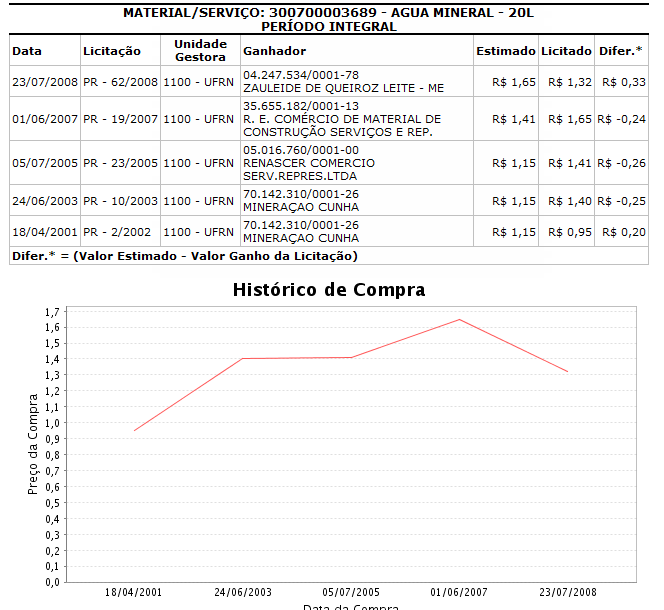 MATERIAL/SERVIÇO: 300700003689 - AGUA MINERAL - 20L
PERÍODO INTEGRAL
Data Licitação Unidade Gestora Ganhador Estimado Licitado Difer.*
23/07/2008 PR - 62/2008 1100 - UFRN 04.247.534/0001-78 R$ 1,65 R$ 1,32 R$ 0,33
ZAULEIDE DE QUEIROZ LEITE - ME
01/06/2007 PR - 19/2007 1100 - UFRN 35.655.182/0001-13 R$ 1,41 R$ 1,65 R$ -0,24
R. E. COMÉRCIO DE MATERIAL DE
CONSTRUÇÃO SERVIÇOS E REP.
05/07/2005 PR - 23/2005 1100 - UFRN 05.016.760/0001-00 R$ 1,15 R$ 1,41 R$ -0,26
RENASCER COMERCIO
SERV.REPRES.LTDA
24/06/2003 PR - 10/2003 1100 - UFRN 70.142.310/0001-26 R$ 1,15 R$ 1,40 R$ -0,25
MINERAÇAO CUNHA
18/04/2001 PR - 2/2002 1100 - UFRN 70.142.310/0001-26 R$ 1,15 R$ 0,95 R$ 0,20
MINERAÇAO CUNHA
Difer.* = (Valor Estimado - Valor Ganho da Licitação)
Histórico de Compra
Preço da Compra
1,7
1,6
1,5
1,4
1,3
1,2
1,1
1,0
0,9
0,8
0,7
0,6
0,5
0,4
0,3
0,2
0,1
0,0
18/04/2001 24/06/2003 05/07/2005 01/06/2007 23/07/2008
Data da Compra